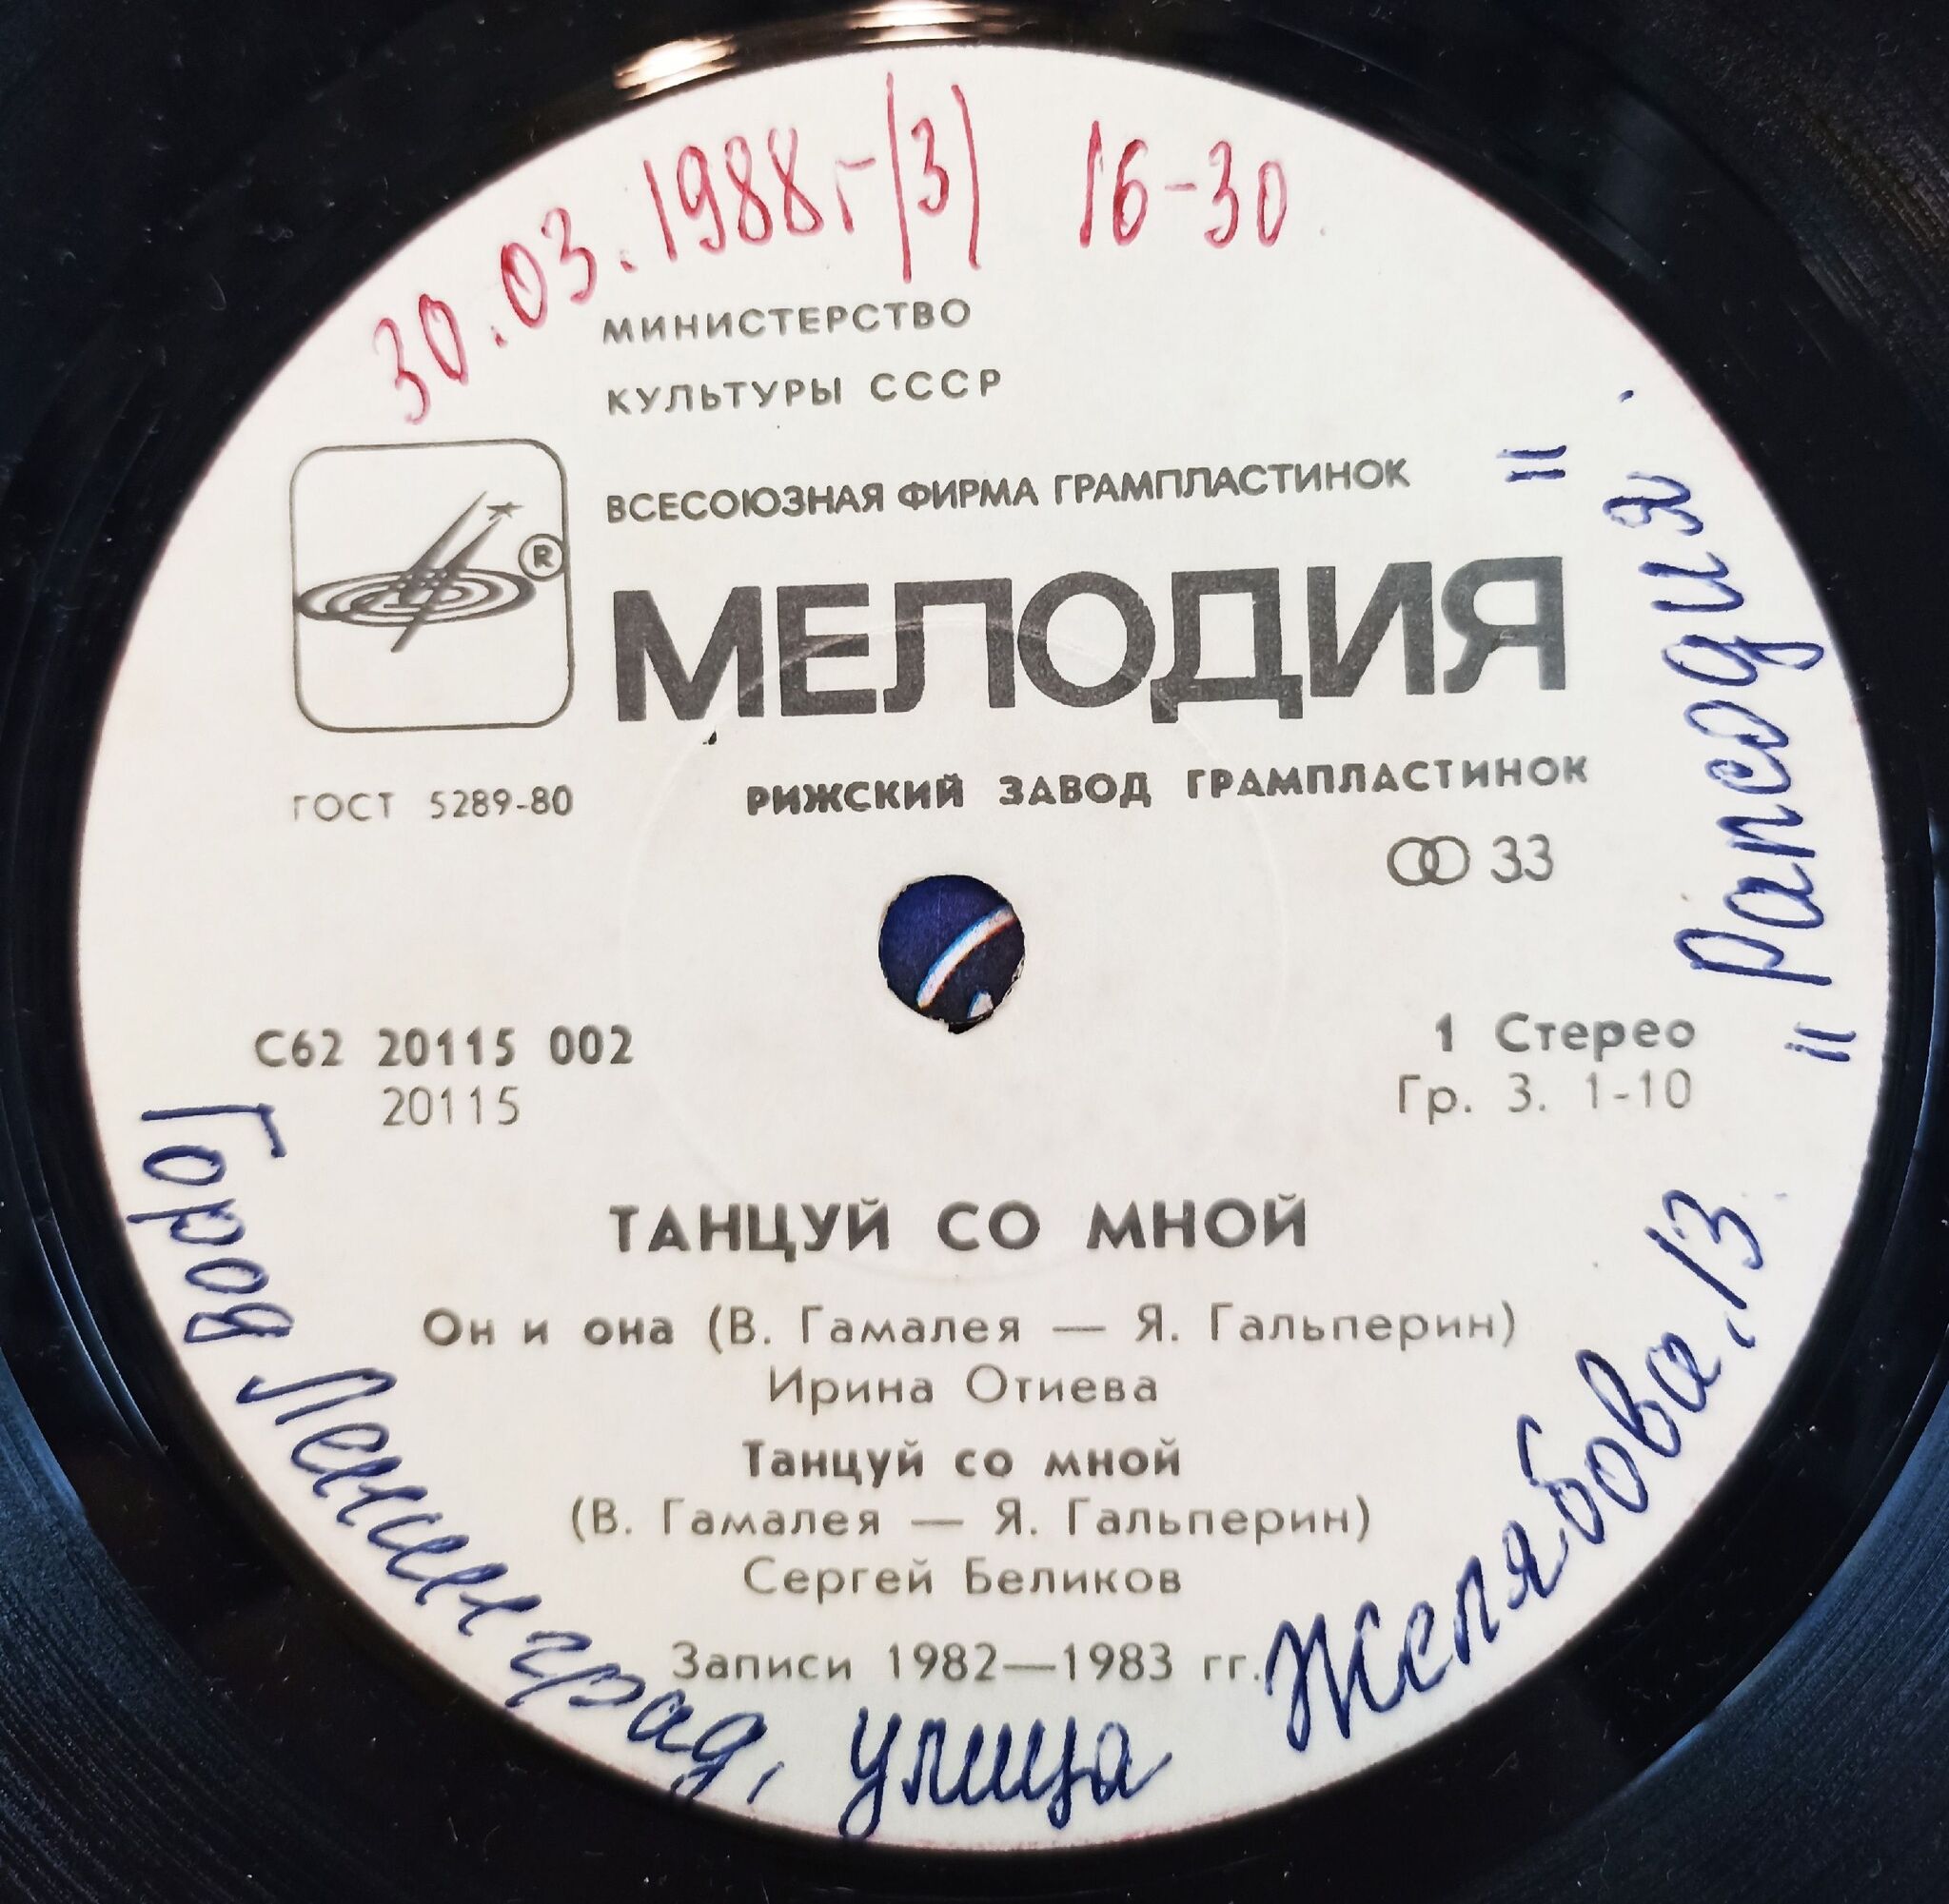 30.03.1988г (3) 16-30
МИНИСТЕРСТВО
КУЛЬТУРЫ СССР
ВСЕСОЮЗНАЯ ФИРМА ГРАМПЛАСТИНОК
®
МЕЛОДИЯ
ГОСТ 5289-80
РИЖСКИЙ ЗАВОД ГРАМПЛАСТИНОК
33
С62 20115 002
20115
1 Стерео
Гр. 3. 1-10
ТАНЦУЙ СО МНОЙ
Он и она (В. Гамалея — Я. Гальперин)
Ирина Отиева
Танцуй со мной
(В. Гамалея — Я. Гальперин)
Сергей Беликов
Записи 1982—1983 гг.
Город Ленинград, улица Желябова, 13
"Рапсодия".